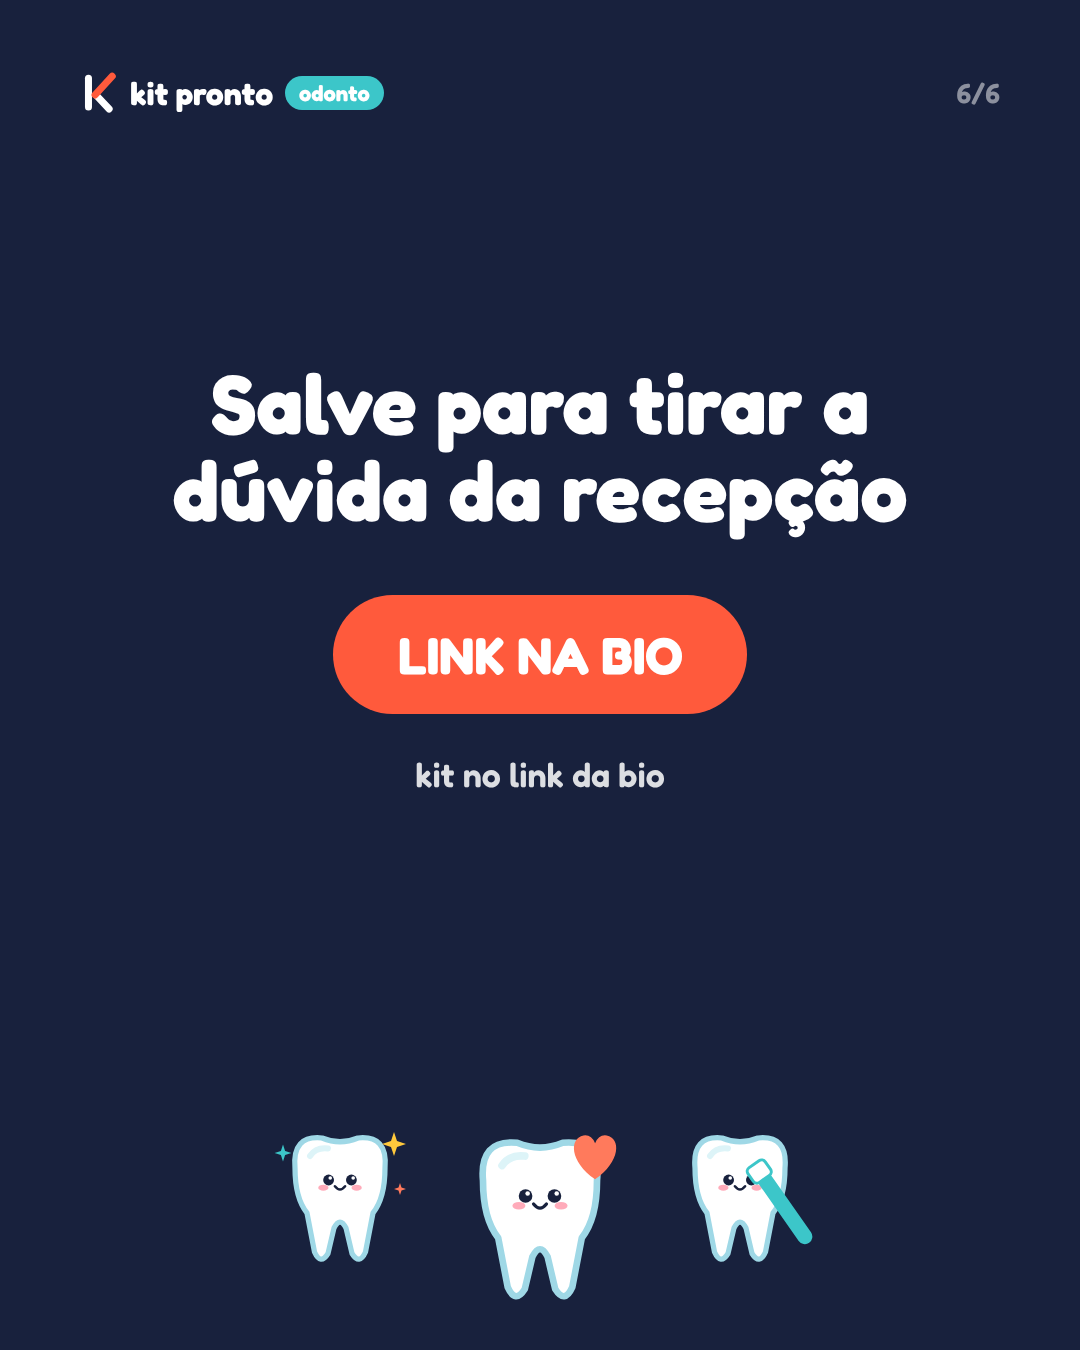 kit pronto odonto 6/6
Salve para tirar a
dúvida da recepção
LINK NA BIO
kit no link da bio